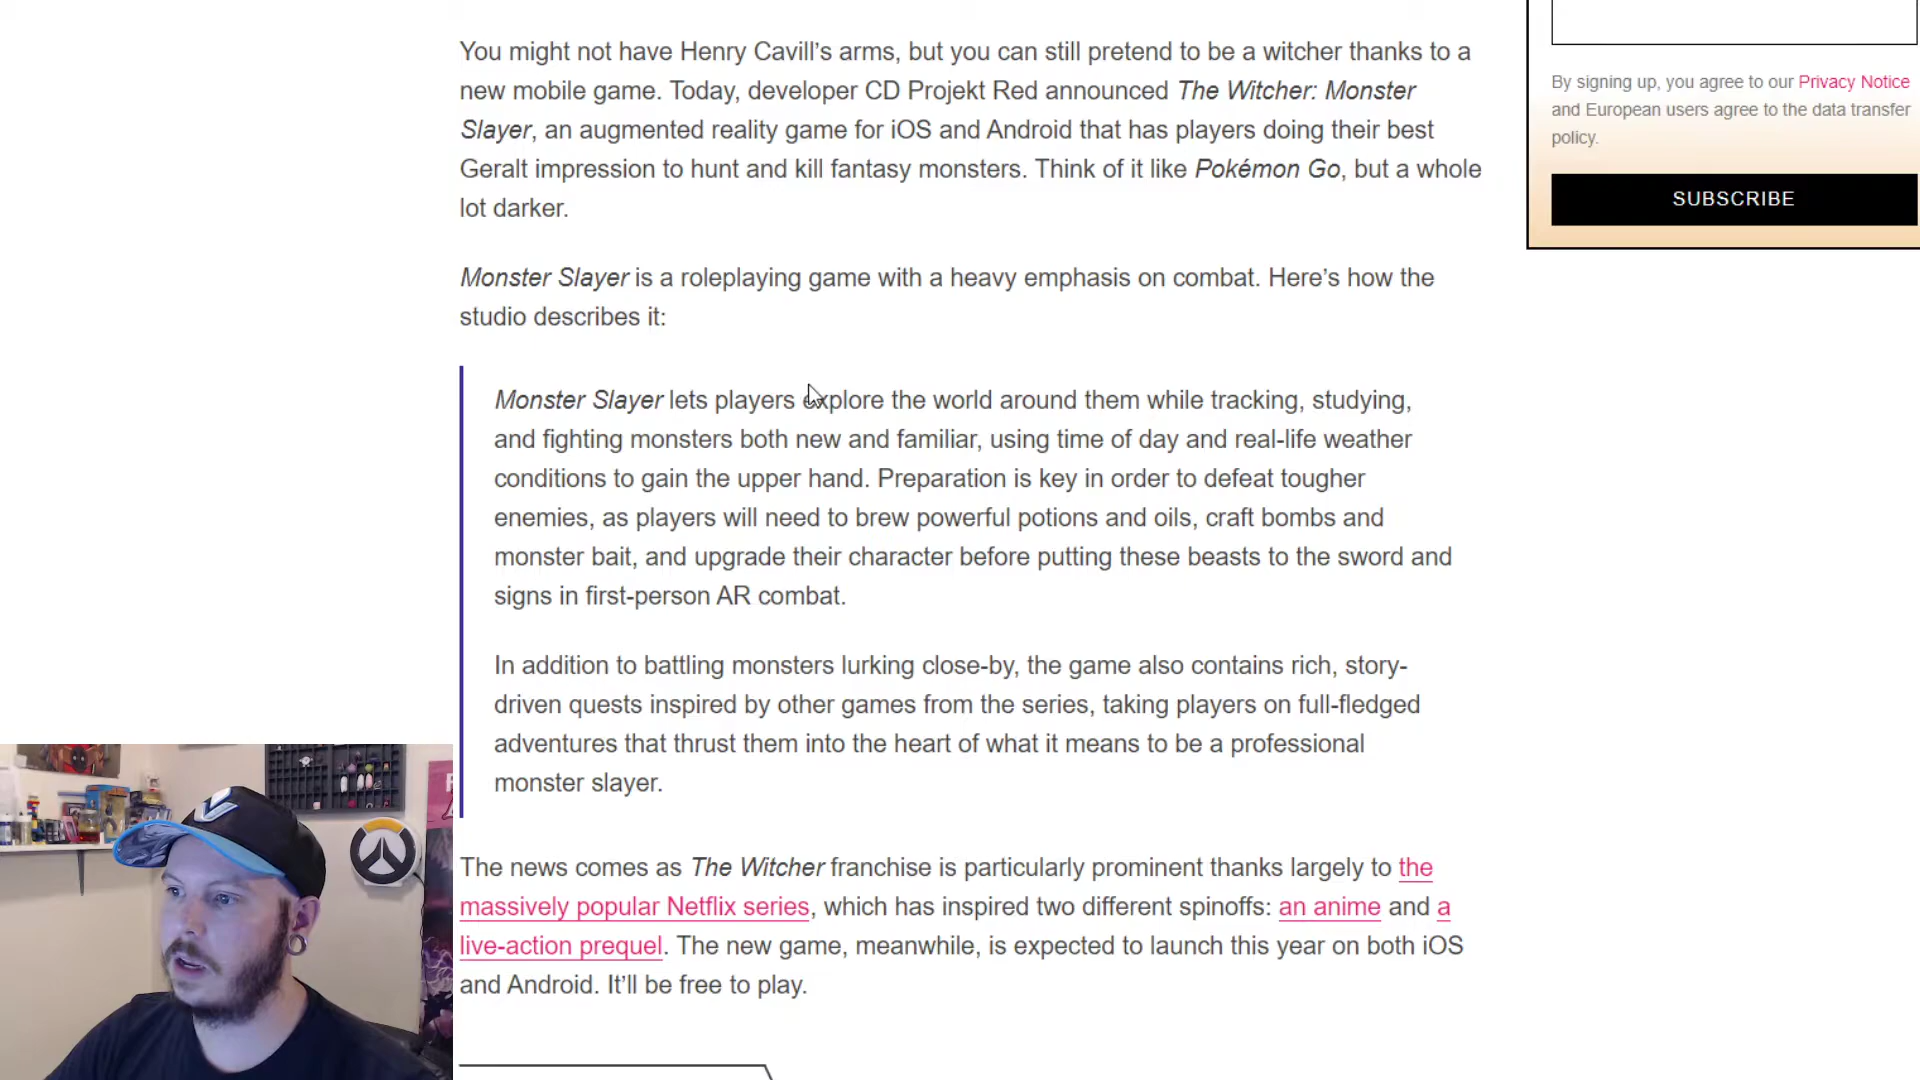 You might not have Henry Cavill’s arms, but you can still pretend to be a witcher thanks to a
new mobile game. Today, developer CD Projekt Red announced The Witcher: Monster
Slayer, an augmented reality game for iOS and Android that has players doing their best
Geralt impression to hunt and kill fantasy monsters. Think of it like Pokémon Go, but a whole
lot darker.
Monster Slayer is a roleplaying game with a heavy emphasis on combat. Here’s how the
studio describes it:
Monster Slayer lets players explore the world around them while tracking, studying,
and fighting monsters both new and familiar, using time of day and real-life weather
conditions to gain the upper hand. Preparation is key in order to defeat tougher
enemies, as players will need to brew powerful potions and oils, craft bombs and
monster bait, and upgrade their character before putting these beasts to the sword and
signs in first-person AR combat.
In addition to battling monsters lurking close-by, the game also contains rich, story-
driven quests inspired by other games from the series, taking players on full-fledged
adventures that thrust them into the heart of what it means to be a professional
monster slayer.
The news comes as The Witcher franchise is particularly prominent thanks largely to the
massively popular Netflix series, which has inspired two different spinoffs: an anime and a
live-action prequel. The new game, meanwhile, is expected to launch this year on both iOS
and Android. It’ll be free to play.
By signing up, you agree to our Privacy Notice
and European users agree to the data transfer
policy.
SUBSCRIBE